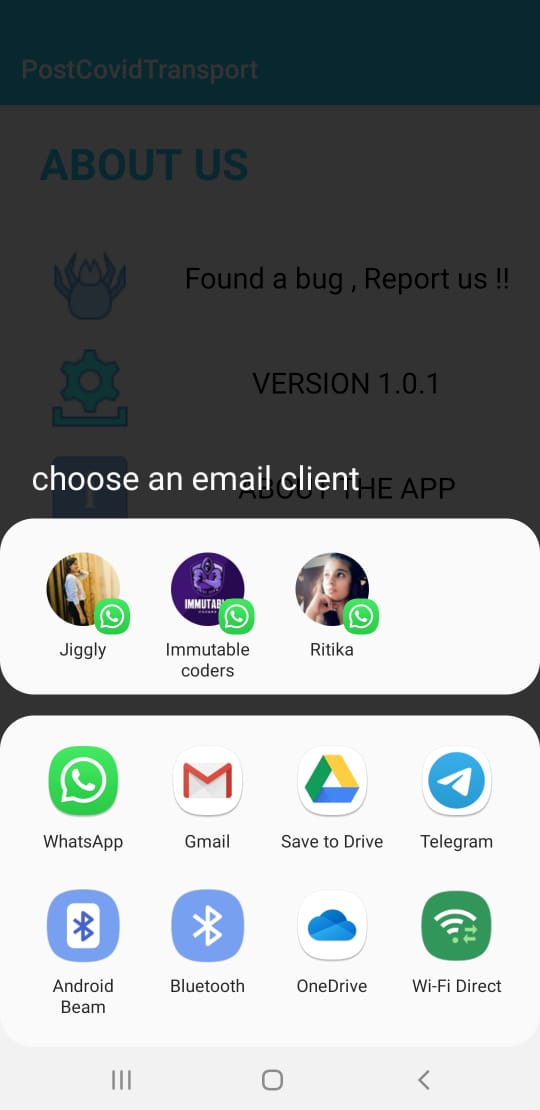 PostCovidTransport
ABOUT US
Found a bug , Report us !!
VERSION 1.0.1
ABOUT THE APP
choose an email client
Jiggly
Immutable
coders
Ritika
WhatsApp
Gmail
Save to Drive
Telegram
Android
Beam
Bluetooth
OneDrive
Wi-Fi Direct